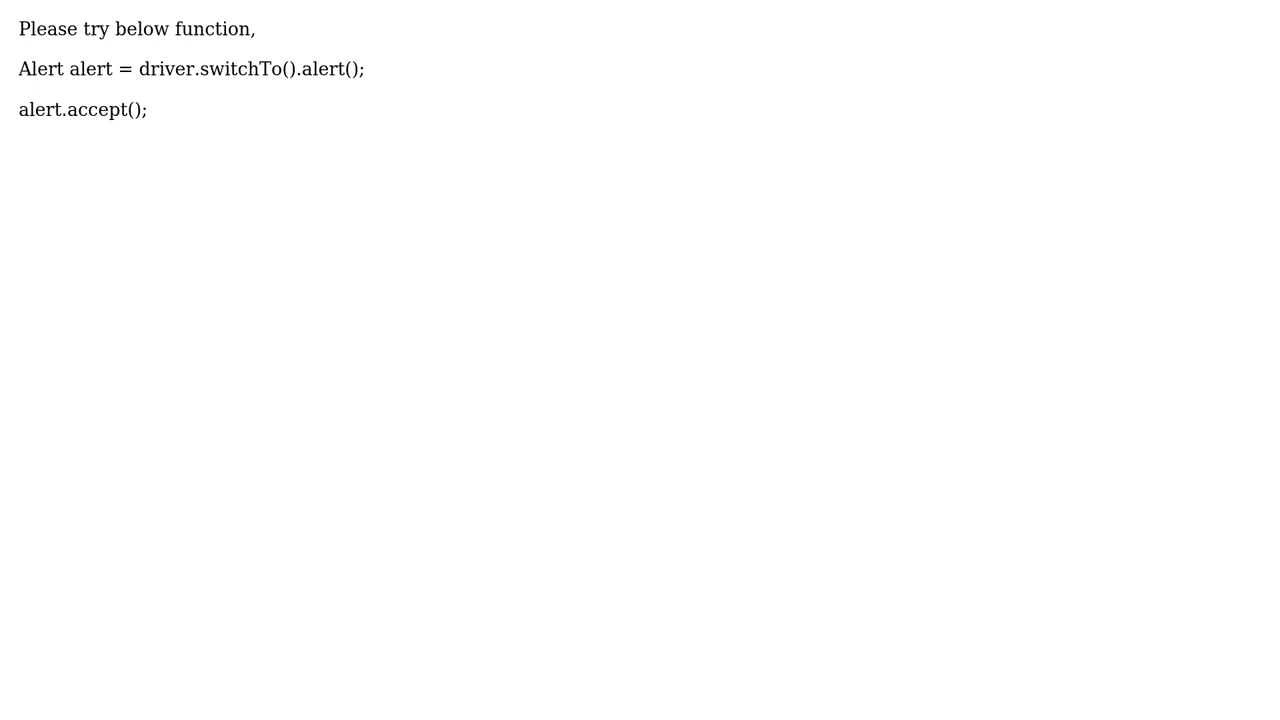 Please try below function,
Alert alert = driver.switchTo().alert();
alert.accept();